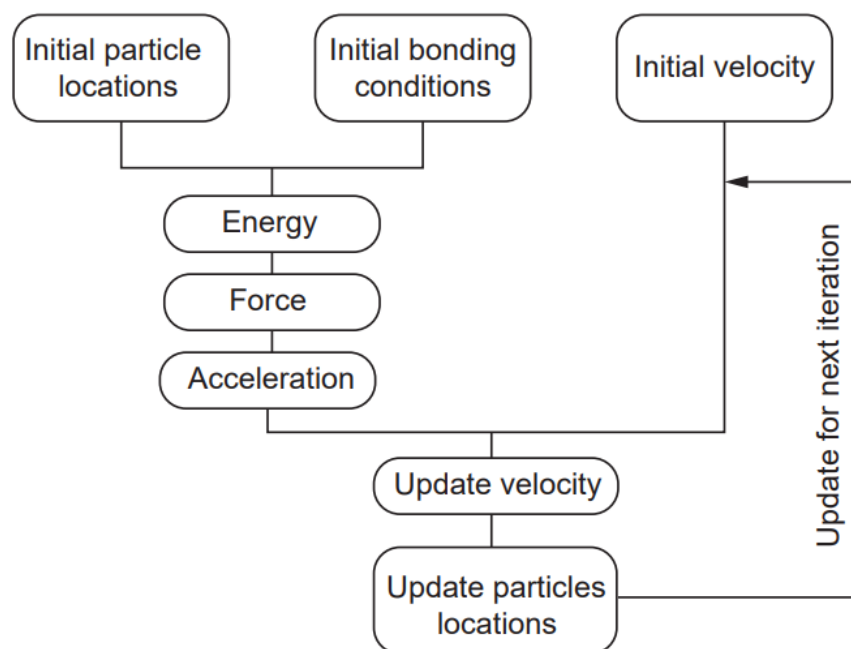 Initial particle
locations
Initial bonding
conditions
Initial velocity
Energy
Force
Acceleration
Update velocity
Update particles
locations
Update for next iteration